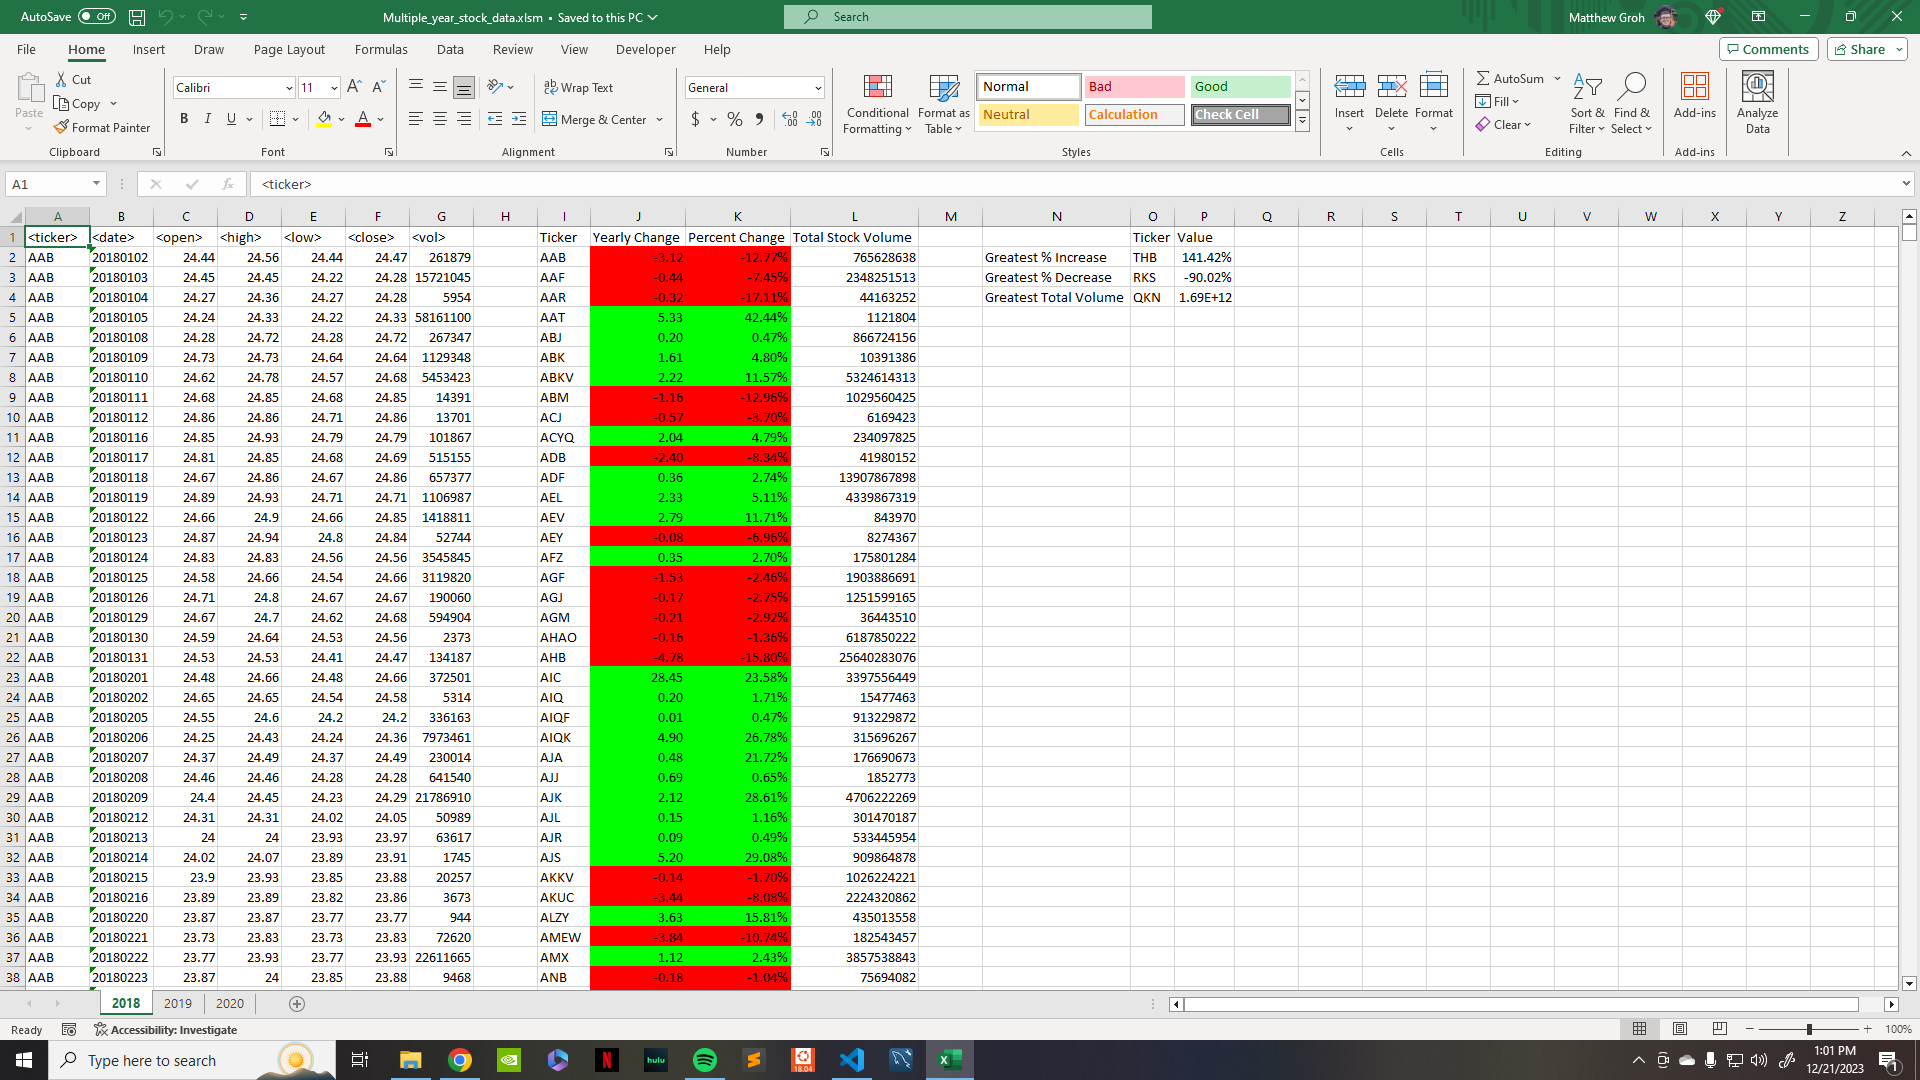 AutoSave Off Multiple_year_stock_data.xlsm • Saved to this PC Search Matthew Groh
File Home Insert Draw Page Layout Formulas Data Review View Developer Help Comments Share
Paste Cut Copy Format Painter Calibri 11 Wrap Text Merge & Center General
B I U $ % 9
Conditional Formatting Format as Table Normal Bad Good Neutral Calculation Check Cell
Insert Delete Format AutoSum Fill Clear Sort & Filter Find & Select Add-ins Analyze Data
Clipboard Font Alignment Number Styles Cells Editing Add-ins
A1 fx <ticker>
A B C D E F G H I J K L M N O P Q R S T U V W X Y Z
1 <ticker> <date> <open> <high> <low> <close> <vol> Ticker Yearly Change Percent Change Total Stock Volume Ticker Value
2 AAB 20180102 24.44 24.56 24.44 24.47 261879 AAB -3.12 -12.77% 765628638 Greatest % Increase THB 141.42%
3 AAB 20180103 24.45 24.45 24.22 24.28 15721045 AAF -0.44 -7.45% 2348251513 Greatest % Decrease RKS -90.02%
4 AAB 20180104 24.27 24.36 24.27 24.28 5954 AAR -0.32 -17.11% 44163252 Greatest Total Volume QKN 1.69E+12
5 AAB 20180105 24.24 24.33 24.22 24.33 58161100 AAT 5.33 42.44% 1121804
6 AAB 20180108 24.28 24.72 24.28 24.72 267347 ABJ 0.20 0.47% 866724156
7 AAB 20180109 24.73 24.73 24.64 24.64 1129348 ABK 1.61 4.80% 10391386
8 AAB 20180110 24.62 24.78 24.57 24.68 5453423 ABKV 2.22 11.57% 5324614313
9 AAB 20180111 24.68 24.85 24.68 24.85 14391 ABM -1.16 -12.96% 1029560425
10 AAB 20180112 24.86 24.86 24.71 24.86 13701 ACJ -0.57 -3.70% 6169423
11 AAB 20180116 24.85 24.93 24.79 24.79 101867 ACYQ 2.04 4.79% 234097825
12 AAB 20180117 24.81 24.85 24.68 24.69 515155 ADB -2.40 -8.34% 41980152
13 AAB 20180118 24.67 24.86 24.67 24.86 657377 ADF 0.36 2.74% 13907867898
14 AAB 20180119 24.89 24.93 24.71 24.71 1106987 AEL 2.33 5.11% 4339867319
15 AAB 20180122 24.66 24.9 24.66 24.85 1418811 AEV 2.79 11.71% 843970
16 AAB 20180123 24.87 24.94 24.8 24.84 52744 AEY -0.08 -6.96% 8274367
17 AAB 20180124 24.83 24.83 24.56 24.56 3545845 AFZ 0.35 2.70% 175801284
18 AAB 20180125 24.58 24.66 24.54 24.66 3119820 AGF -1.53 -2.46% 1903886691
19 AAB 20180126 24.71 24.8 24.67 24.67 190060 AGJ -0.17 -2.75% 1251599165
20 AAB 20180129 24.67 24.7 24.62 24.68 594904 AGM -0.21 -2.92% 36443510
21 AAB 20180130 24.59 24.64 24.53 24.56 2373 AHAO -0.16 -1.36% 6187850222
22 AAB 20180131 24.53 24.53 24.41 24.47 134187 AHB -4.78 -15.80% 25640283076
23 AAB 20180201 24.48 24.66 24.48 24.66 372501 AIC 28.45 23.58% 3397556449
24 AAB 20180202 24.65 24.65 24.54 24.58 5314 AIQ 0.20 1.71% 15477463
25 AAB 20180205 24.55 24.6 24.2 24.2 336163 AIQF 0.01 0.47% 913229872
26 AAB 20180206 24.25 24.43 24.24 24.36 7973461 AIQK 4.90 26.78% 315696267
27 AAB 20180207 24.37 24.49 24.37 24.49 230014 AJA 0.48 21.72% 176690673
28 AAB 20180208 24.46 24.46 24.28 24.28 641540 AJJ 0.69 0.65% 1852773
29 AAB 20180209 24.4 24.45 24.23 24.29 21786910 AJK 2.12 28.61% 4706222269
30 AAB 20180212 24.31 24.31 24.02 24.05 50989 AJL 0.15 1.16% 301470187
31 AAB 20180213 24 24 23.93 23.97 63617 AJR 0.09 0.49% 533445954
32 AAB 20180214 24.02 24.07 23.89 23.91 1745 AJS 5.20 29.08% 909864878
33 AAB 20180215 23.9 23.93 23.85 23.88 20257 AKKV -0.14 -1.70% 1026224221
34 AAB 20180216 23.89 23.89 23.82 23.86 3673 AKUC -3.44 -8.08% 2224320862
35 AAB 20180220 23.87 23.87 23.77 23.77 944 ALZY 3.63 15.81% 435013558
36 AAB 20180221 23.73 23.83 23.73 23.83 72620 AMEW -3.84 -10.74% 182543457
37 AAB 20180222 23.77 23.93 23.77 23.93 22611665 AMX 1.12 2.43% 3857538843
38 AAB 20180223 23.87 24 23.85 23.88 9468 ANB -0.18 -1.04% 75694082
2018 2019 2020
Ready Accessibility: Investigate 100%
Type here to search hulu 18.04 1:01 PM
12/21/2023 1